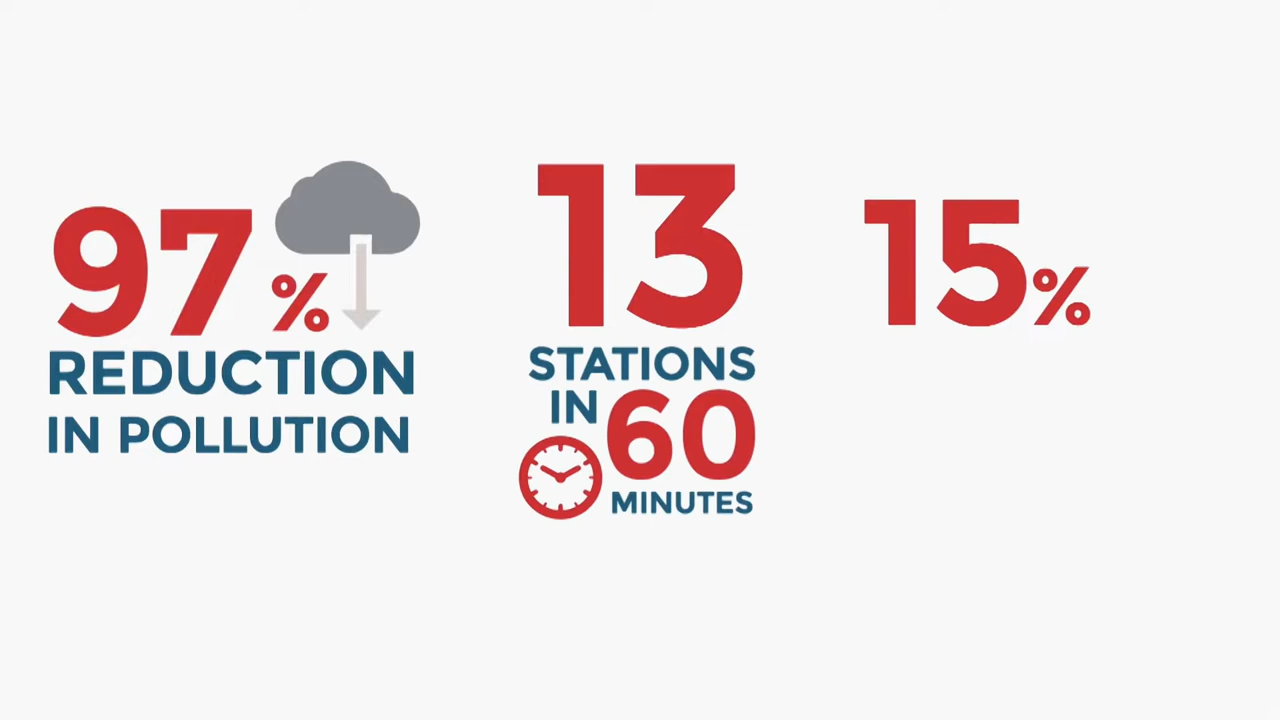 97%
REDUCTION
IN POLLUTION
13
STATIONS
IN 60
MINUTES
15%